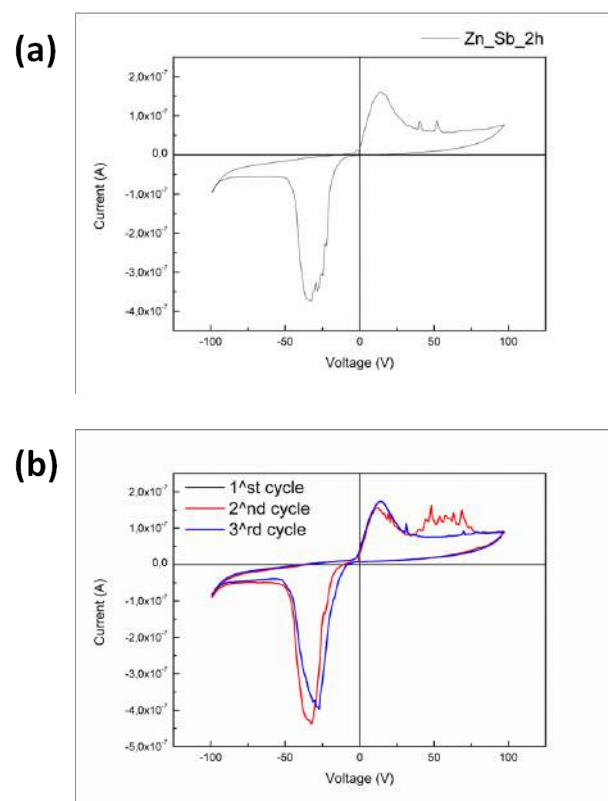 (a)
Zn_Sb_2h
2,0x10⁻⁷
1,0x10⁻⁷
0,0
-1,0x10⁻⁷
-2,0x10⁻⁷
-3,0x10⁻⁷
-4,0x10⁻⁷
Current (A)
-100 -50 0 50 100
Voltage (V)
(b)
1^st cycle
2^nd cycle
3^rd cycle
2,0x10⁻⁷
1,0x10⁻⁷
0,0
-1,0x10⁻⁷
-2,0x10⁻⁷
-3,0x10⁻⁷
-4,0x10⁻⁷
-5,0x10⁻⁷
Current (A)
-100 -50 0 50 100
Voltage (V)